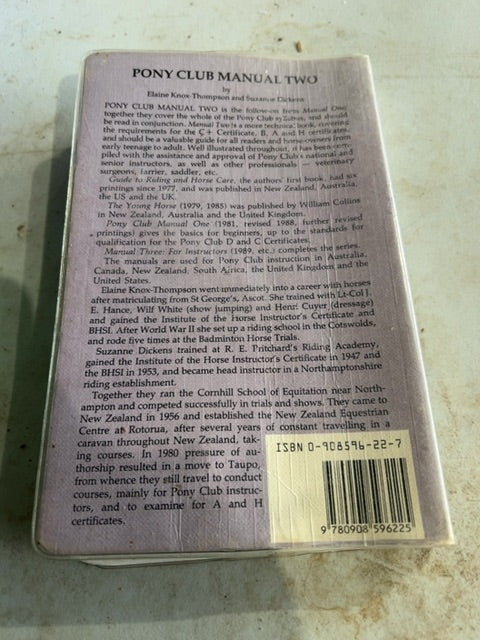 PONY CLUB MANUAL TWO
by
Elaine Knox-Thompson and Suzanne Dickens
PONY CLUB MANUAL TWO is the follow-on from Manual One;
together they cover the whole of the Pony Club syllabus, and should
be read in conjunction. Manual Two is a more technical book, covering
the requirements for the C+ Certificate, B, A and H certificates,
and should be a valuable guide for all readers and horse-owners from
early teenage to adult. Well illustrated throughout, it has been com-
piled with the assistance and approval of Pony Club's national and
senior instructors, as well as other professionals — veterinary
surgeons, farrier, saddler, etc.
Guide to Riding and Horse Care, the authors' first book, had six
printings since 1977, and was published in New Zealand, Australia,
the US and the UK.
The Young Horse (1979, 1985) was published by William Collins
in New Zealand, Australia and the United Kingdom.
Pony Club Manual One (1981, revised 1988, further revised
printings) gives the basics for beginners, up to the standards for
qualification for the Pony Club D and C Certificates.
Manual Three: For Instructors (1989, etc.) completes the series.
The manuals are used for Pony Club instruction in Australia,
Canada, New Zealand, South Africa, the United Kingdom and the
United States.
Elaine Knox-Thompson went immediately into a career with horses
after matriculating from St George's, Ascot. She trained with Lt-Col J.
E. Hance, Wilf White (show jumping) and Henri Cuyer (dressage)
and gained the Institute of the Horse Instructor's Certificate and
BHSI. After World War II she set up a riding school in the Cotswolds,
and rode five times at the Badminton Horse Trials.
Suzanne Dickens trained at R. E. Pritchard's Riding Academy,
gained the Institute of the Horse Instructor's Certificate in 1947 and
the BHSI in 1953, and became head instructor in a Northamptonshire
riding establishment.
Together they ran the Cornhill School of Equitation near North-
ampton and competed successfully in trials and shows. They came to
New Zealand in 1956 and established the New Zealand Equestrian
Centre at Rotorua, after several years of constant travelling in a
caravan throughout New Zealand, tak-
ing courses. In 1980 pressure of au-
thorship resulted in a move to Taupo,
from whence they still travel to conduct
courses, mainly for Pony Club instruc-
tors, and to examine for A and H
certificates.
ISBN 0-908596-22-7
9 780908 596225